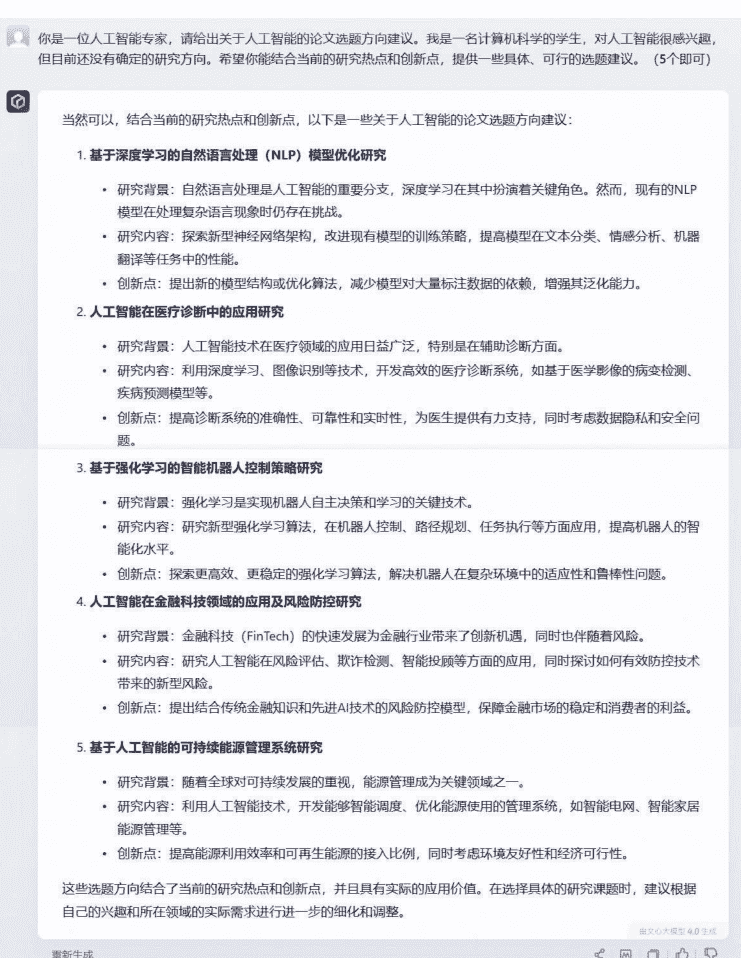 你是一位人工智能专家，请给出关于人工智能的论文选题方向建议。我是一名计算机科学的学生，对人工智能很感兴趣，
但目前还没有确定的研究方向。希望你能结合当前的研究热点和创新点，提供一些具体、可行的选题建议。（5个即可）
当然可以，结合当前的研究热点和创新点，以下是一些关于人工智能的论文选题方向建议：
1. 基于深度学习的自然语言处理（NLP）模型优化研究
• 研究背景：自然语言处理是人工智能的重要分支，深度学习在其中扮演着关键角色。然而，现有的NLP
模型在处理复杂语言现象时仍存在挑战。
• 研究内容：探索新型神经网络架构，改进现有模型的训练策略，提高模型在文本分类、情感分析、机器
翻译等任务中的性能。
• 创新点：提出新的模型结构或优化算法，减少模型对大量标注数据的依赖，增强其泛化能力。
2. 人工智能在医疗诊断中的应用研究
• 研究背景：人工智能技术在医疗领域的应用日益广泛，特别是在辅助诊断方面。
• 研究内容：利用深度学习、图像识别等技术，开发高效的医疗诊断系统，如基于医学影像的病变检测、
疾病预测模型等。
• 创新点：提高诊断系统的准确性、可靠性和实时性，为医生提供有力支持，同时考虑数据隐私和安全问
题。
3. 基于强化学习的智能机器人控制策略研究
• 研究背景：强化学习是实现机器人自主决策和学习的关键技术。
• 研究内容：研究新型强化学习算法，在机器人控制、路径规划、任务执行等方面应用，提高机器人的智
能化水平。
• 创新点：探索更高效、更稳定的强化学习算法，解决机器人在复杂环境中的适应性和鲁棒性问题。
4. 人工智能在金融科技领域的应用及风险防控研究
• 研究背景：金融科技（FinTech）的快速发展为金融行业带来了创新机遇，同时也伴随着风险。
• 研究内容：研究人工智能在风险评估、欺诈检测、智能投顾等方面的应用，同时探讨如何有效防控技术
带来的新型风险。
• 创新点：提出结合传统金融知识和先进AI技术的风险防控模型，保障金融市场的稳定和消费者的利益。
5. 基于人工智能的可持续能源管理系统研究
• 研究背景：随着全球对可持续发展的重视，能源管理成为关键领域之一。
• 研究内容：利用人工智能技术，开发能够智能调度、优化能源使用的管理系统，如智能电网、智能家居
能源管理等。
• 创新点：提高能源利用效率和可再生能源的接入比例，同时考虑环境友好性和经济可行性。
这些选题方向结合了当前的研究热点和创新点，并且具有实际的应用价值。在选择具体的研究课题时，建议根据
自己的兴趣和所在领域的实际需求进行进一步的细化和调整。
由文心大模型 4.0 生成
重新生成